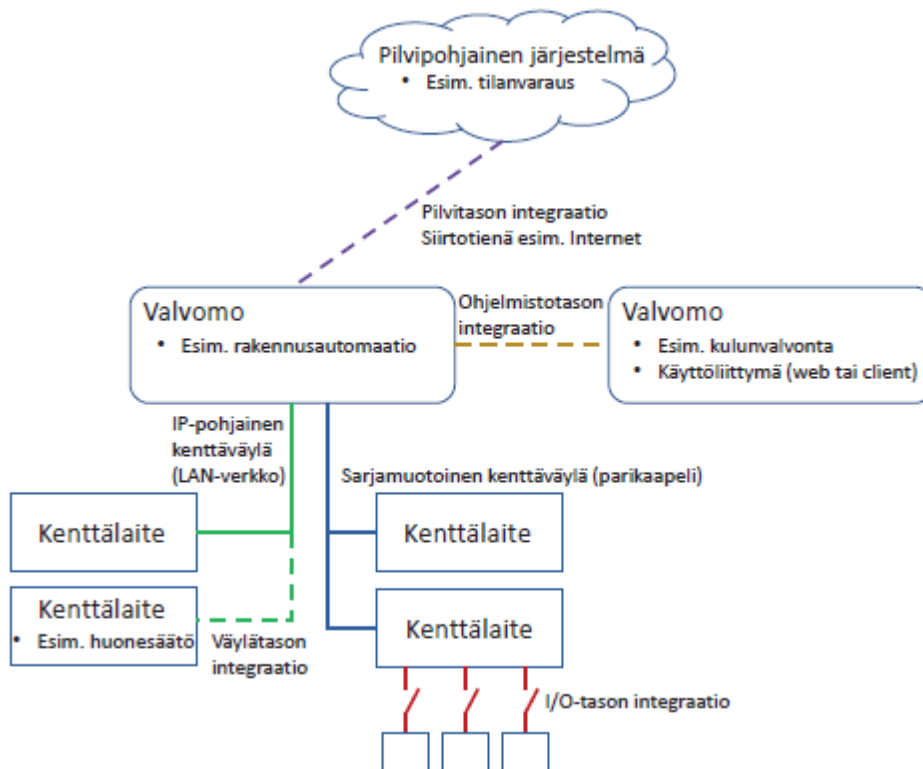 Pilvipohjainen järjestelmä
• Esim. tilanvaraus
Pilvitason integraatio
Siirtotienä esim. Internet
Valvomo
• Esim. rakennusautomaatio
Ohjelmistotason
integraatio
Valvomo
• Esim. kulunvalvonta
• Käyttöliittymä (web tai client)
IP-pohjainen
kenttäväylä
(LAN-verkko)
Sarjamuotoinen kenttäväylä (parikaapeli)
Kenttälaite
Kenttälaite
Kenttälaite
• Esim. huonesäätö
Väylätason
integraatio
Kenttälaite
I/O-tason integraatio